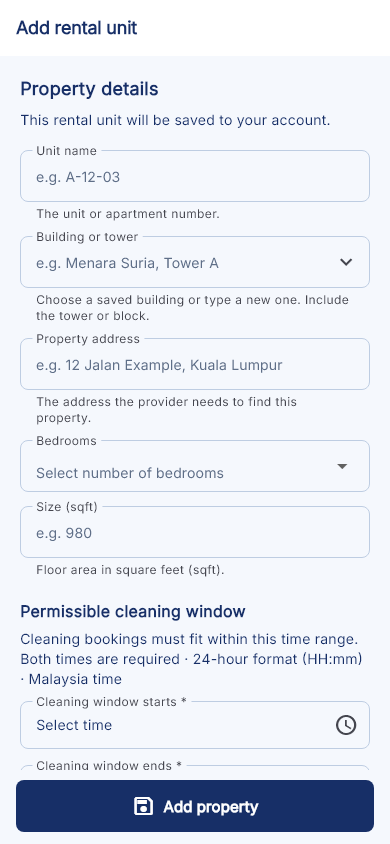 Add rental unit
Property details
This rental unit will be saved to your account.
Unit name
e.g. A-12-03
The unit or apartment number.
Building or tower
e.g. Menara Suria, Tower A
Choose a saved building or type a new one. Include
the tower or block.
Property address
e.g. 12 Jalan Example, Kuala Lumpur
The address the provider needs to find this
property.
Bedrooms
Select number of bedrooms
Size (sqft)
e.g. 980
Floor area in square feet (sqft).
Permissible cleaning window
Cleaning bookings must fit within this time range.
Both times are required · 24-hour format (HH:mm)
· Malaysia time
Cleaning window starts *
Select time
Cleaning window ends *
Add property